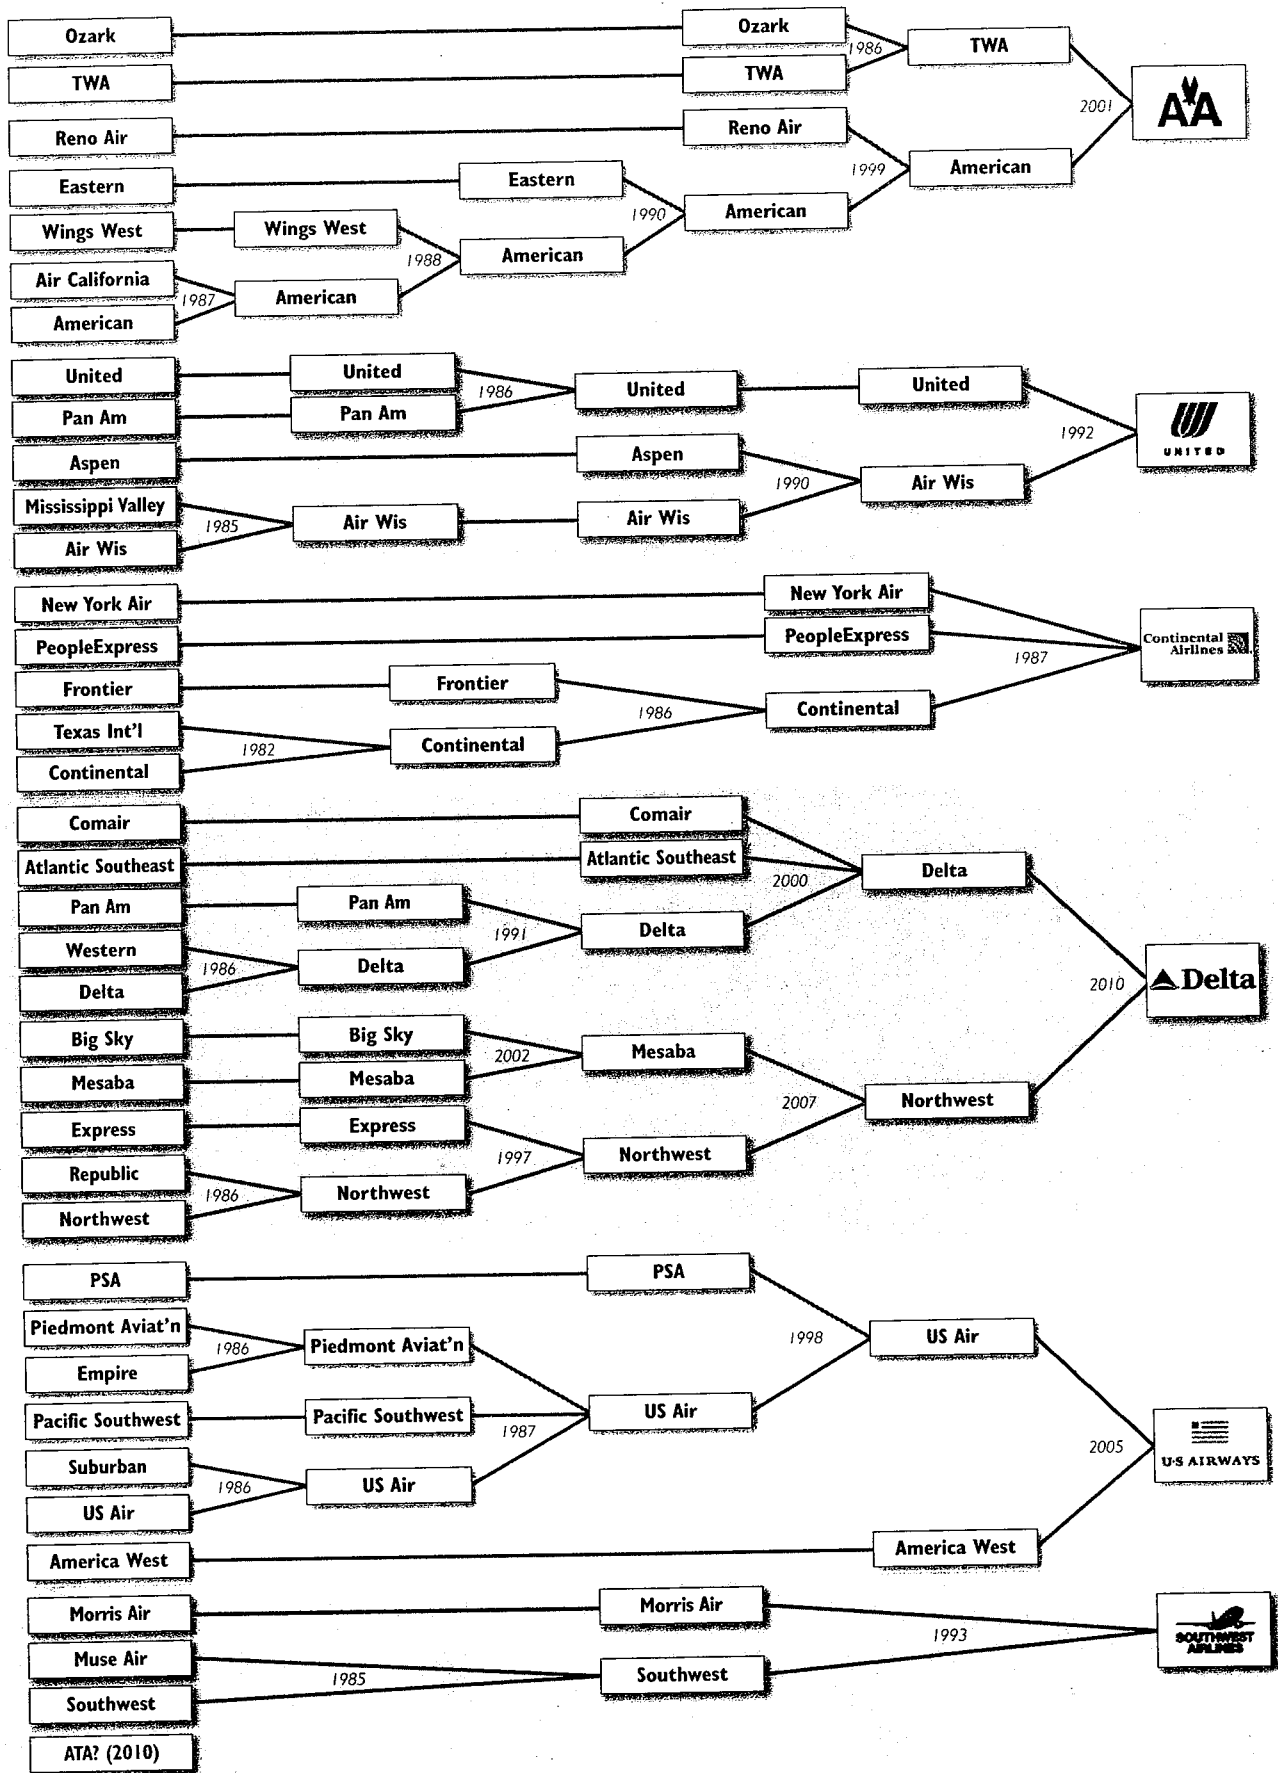 Ozark Ozark
1986 TWA
TWA TWA
2001 AA
Reno Air Reno Air
1999 American
Eastern Eastern
1990 American
Wings West Wings West
1988 American
Air California
1987 American
American
United United
1986 United United
Pan Am Pan Am
1992 UNITED
Aspen Aspen
1990 Air Wis
Mississippi Valley
1985 Air Wis Air Wis
Air Wis
New York Air New York Air
PeopleExpress PeopleExpress
1987 Continental
Airlines
Frontier Frontier
1986 Continental
Texas Int'l
1982 Continental
Continental
Comair Comair
Atlantic Southeast Atlantic Southeast
2000 Delta
Pan Am Pan Am
1991 Delta
Western
1986 Delta
Delta
2010 Delta
Big Sky Big Sky
2002 Mesaba
Mesaba Mesaba
2007 Northwest
Express Express
1997 Northwest
Republic
1986 Northwest
Northwest
PSA PSA
1998 US Air
Piedmont Aviat'n
1986 Piedmont Aviat'n
Empire
Pacific Southwest Pacific Southwest
1987 US Air
Suburban
1986 US Air
US Air
2005 U·S AIRWAYS
America West America West
Morris Air Morris Air
1993 SOUTHWEST
AIRLINES
Muse Air
1985 Southwest
Southwest
ATA? (2010)